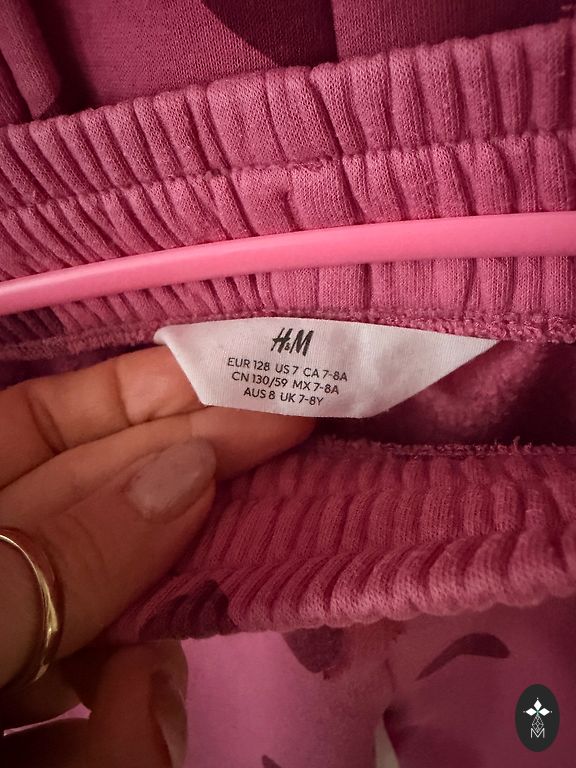 H&M
EUR 128 US 7 CA 7-8A
CN 130/59 MX 7-8A
AUS 8 UK 7-8Y
M